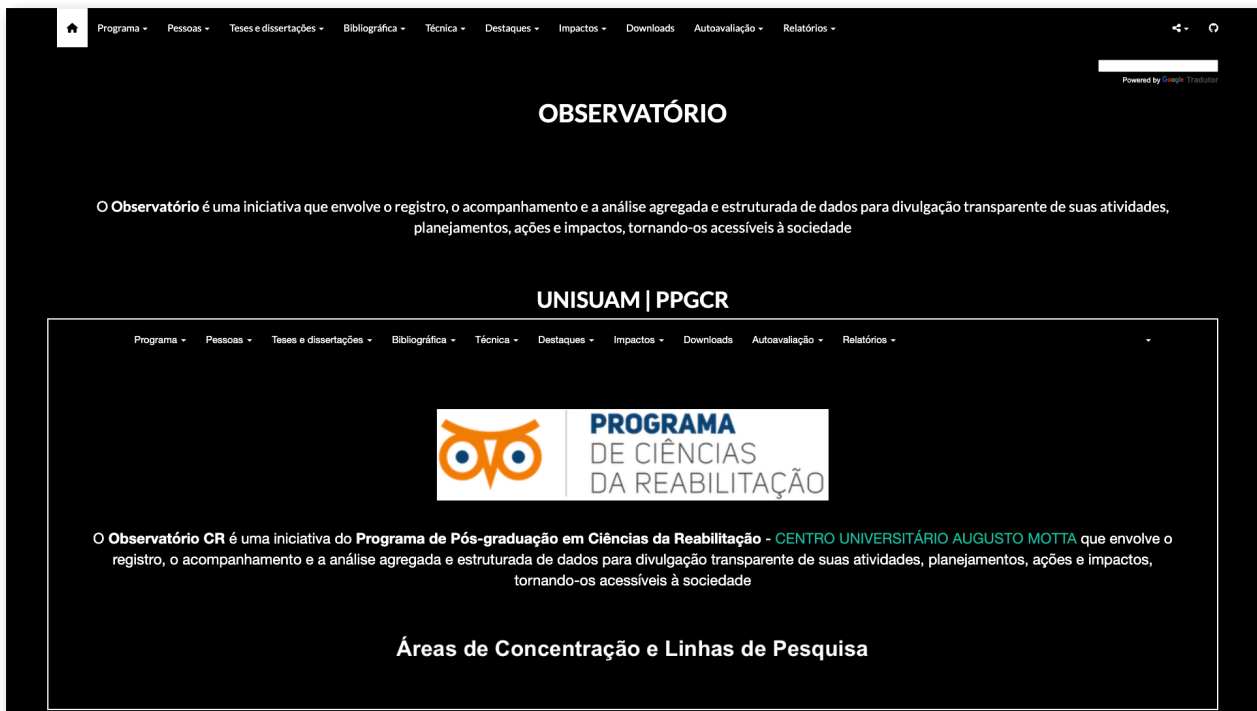 Programa Pessoas Teses e dissertações Bibliográfica Técnica Destaques Impactos Downloads Autoavaliação Relatórios
Powered by Google Tradutor
OBSERVATÓRIO
O Observatório é uma iniciativa que envolve o registro, o acompanhamento e a análise agregada e estruturada de dados para divulgação transparente de suas atividades,
planejamentos, ações e impactos, tornando-os acessíveis à sociedade
UNISUAM | PPGCR
Programa Pessoas Teses e dissertações Bibliográfica Técnica Destaques Impactos Downloads Autoavaliação Relatórios
PROGRAMA
DE CIÊNCIAS
DA REABILITAÇÃO
O Observatório CR é uma iniciativa do Programa de Pós-graduação em Ciências da Reabilitação - CENTRO UNIVERSITÁRIO AUGUSTO MOTTA que envolve o
registro, o acompanhamento e a análise agregada e estruturada de dados para divulgação transparente de suas atividades, planejamentos, ações e impactos,
tornando-os acessíveis à sociedade
Áreas de Concentração e Linhas de Pesquisa